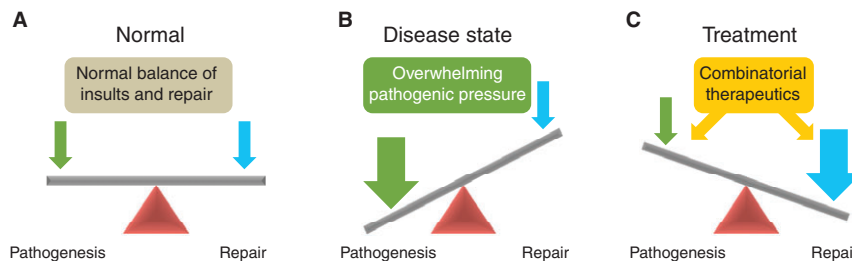 A
Normal
Normal balance of
insults and repair
Pathogenesis
Repair
B
Disease state
Overwhelming
pathogenic pressure
Pathogenesis
Repair
C
Treatment
Combinatorial
therapeutics
Pathogenesis
Repair